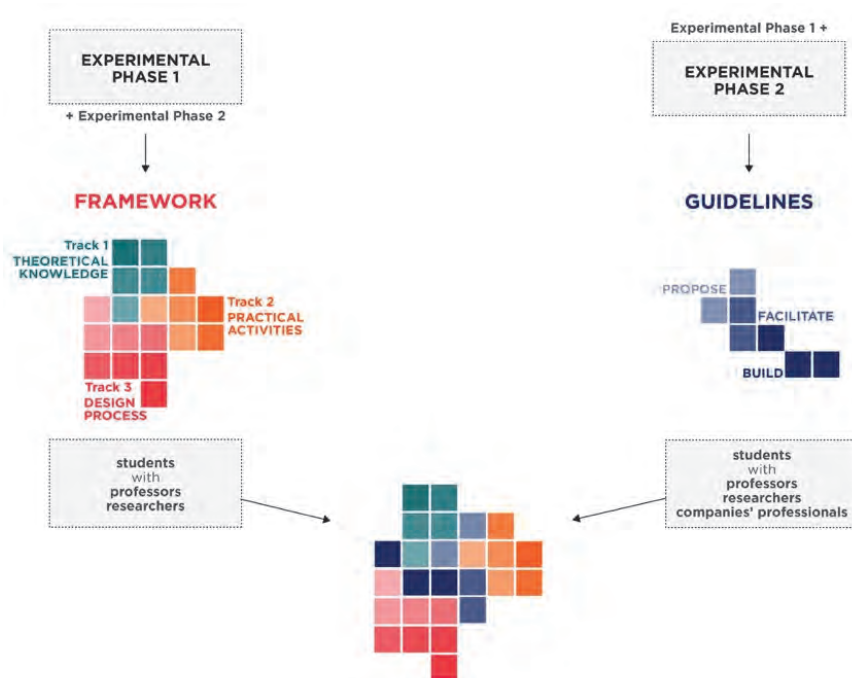 EXPERIMENTAL
PHASE 1
+ Experimental Phase 2
FRAMEWORK
Track 1
THEORETICAL
KNOWLEDGE
Track 2
PRACTICAL
ACTIVITIES
Track 3
DESIGN
PROCESS
students
with
professors
researchers
Experimental Phase 1 +
EXPERIMENTAL
PHASE 2
GUIDELINES
PROPOSE
FACILITATE
BUILD
students
with
professors
researchers
companies' professionals